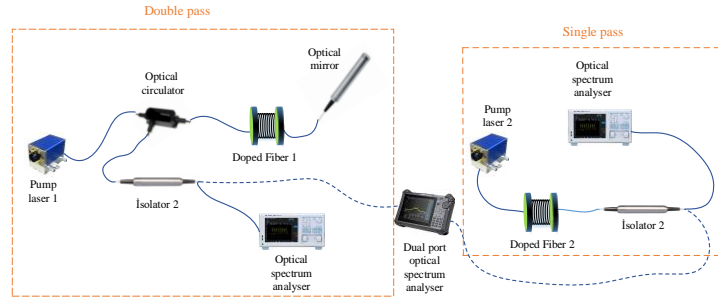 Double pass
Single pass
Optical
mirror
Optical
circulator
Optical
spectrum
analyser
Pump
laser 2
Doped Fiber 1
Pump
laser 1
İsolator 2
Optical
spectrum
analyser
Dual port
optical
spectrum
analyser
Doped Fiber 2
İsolator 2